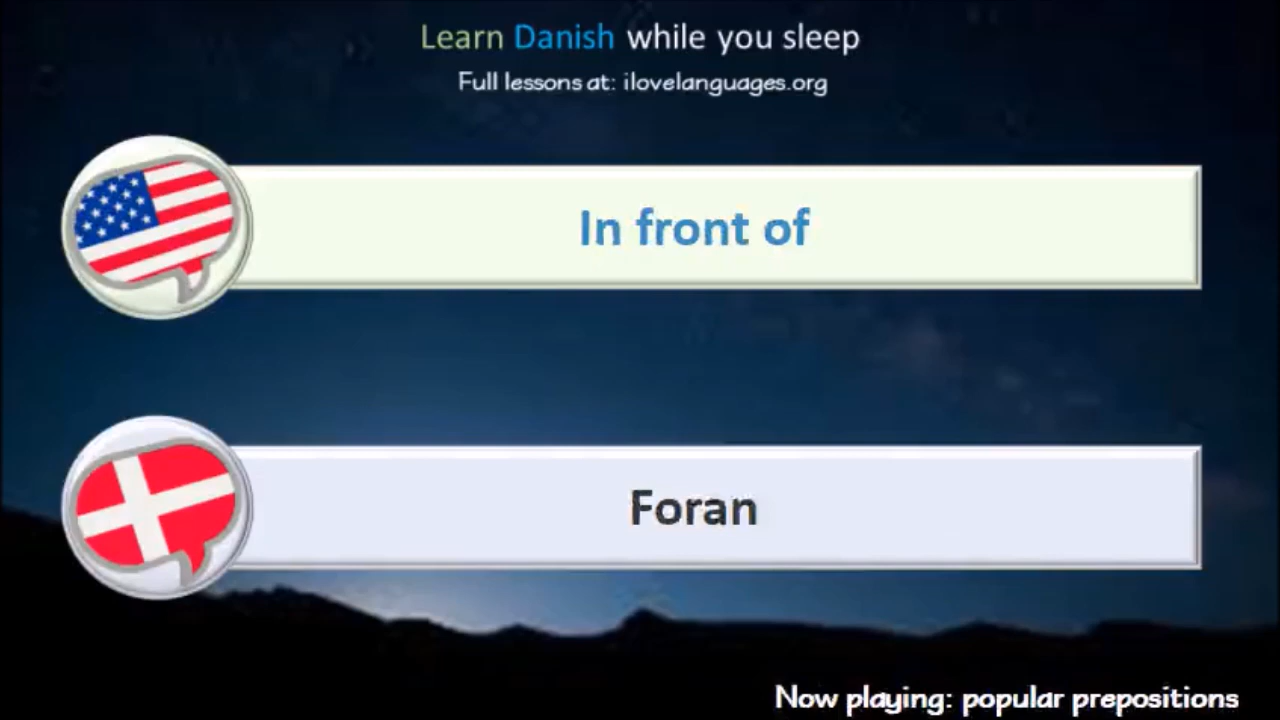 Learn Danish while you sleep
Full lessons at: ilovelanguages.org
In front of
Foran
Now playing: popular prepositions